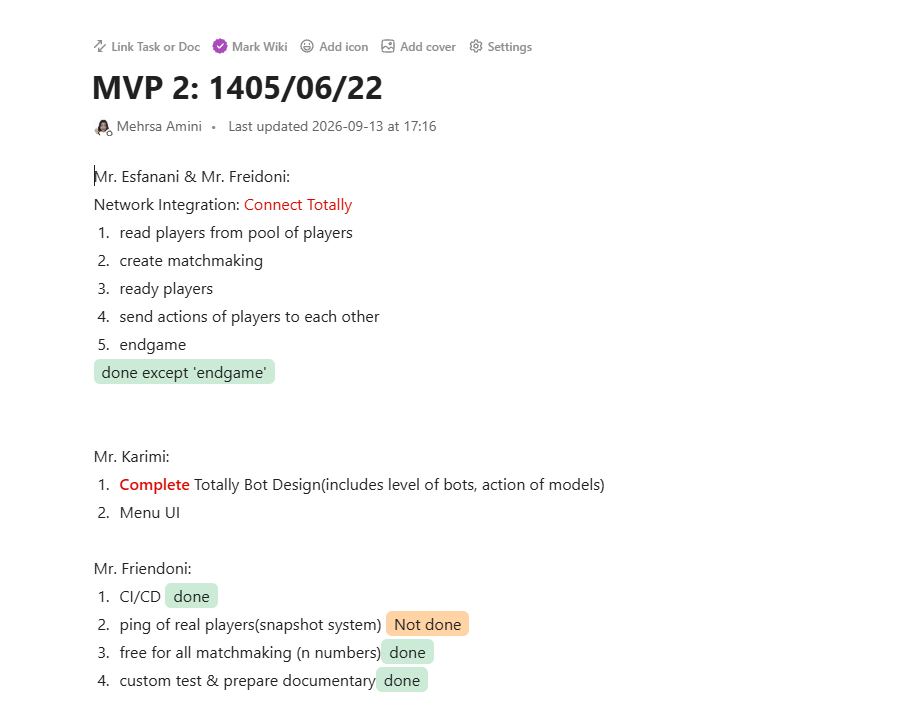 Link Task or Doc Mark Wiki Add icon Add cover Settings
MVP 2: 1405/06/22
Mehrsa Amini • Last updated 2026-09-13 at 17:16
Mr. Esfanani & Mr. Freidoni:
Network Integration: Connect Totally
1. read players from pool of players
2. create matchmaking
3. ready players
4. send actions of players to each other
5. endgame
done except 'endgame'
Mr. Karimi:
1. Complete Totally Bot Design(includes level of bots, action of models)
2. Menu UI
Mr. Friendoni:
1. CI/CD done
2. ping of real players(snapshot system) Not done
3. free for all matchmaking (n numbers) done
4. custom test & prepare documentary done